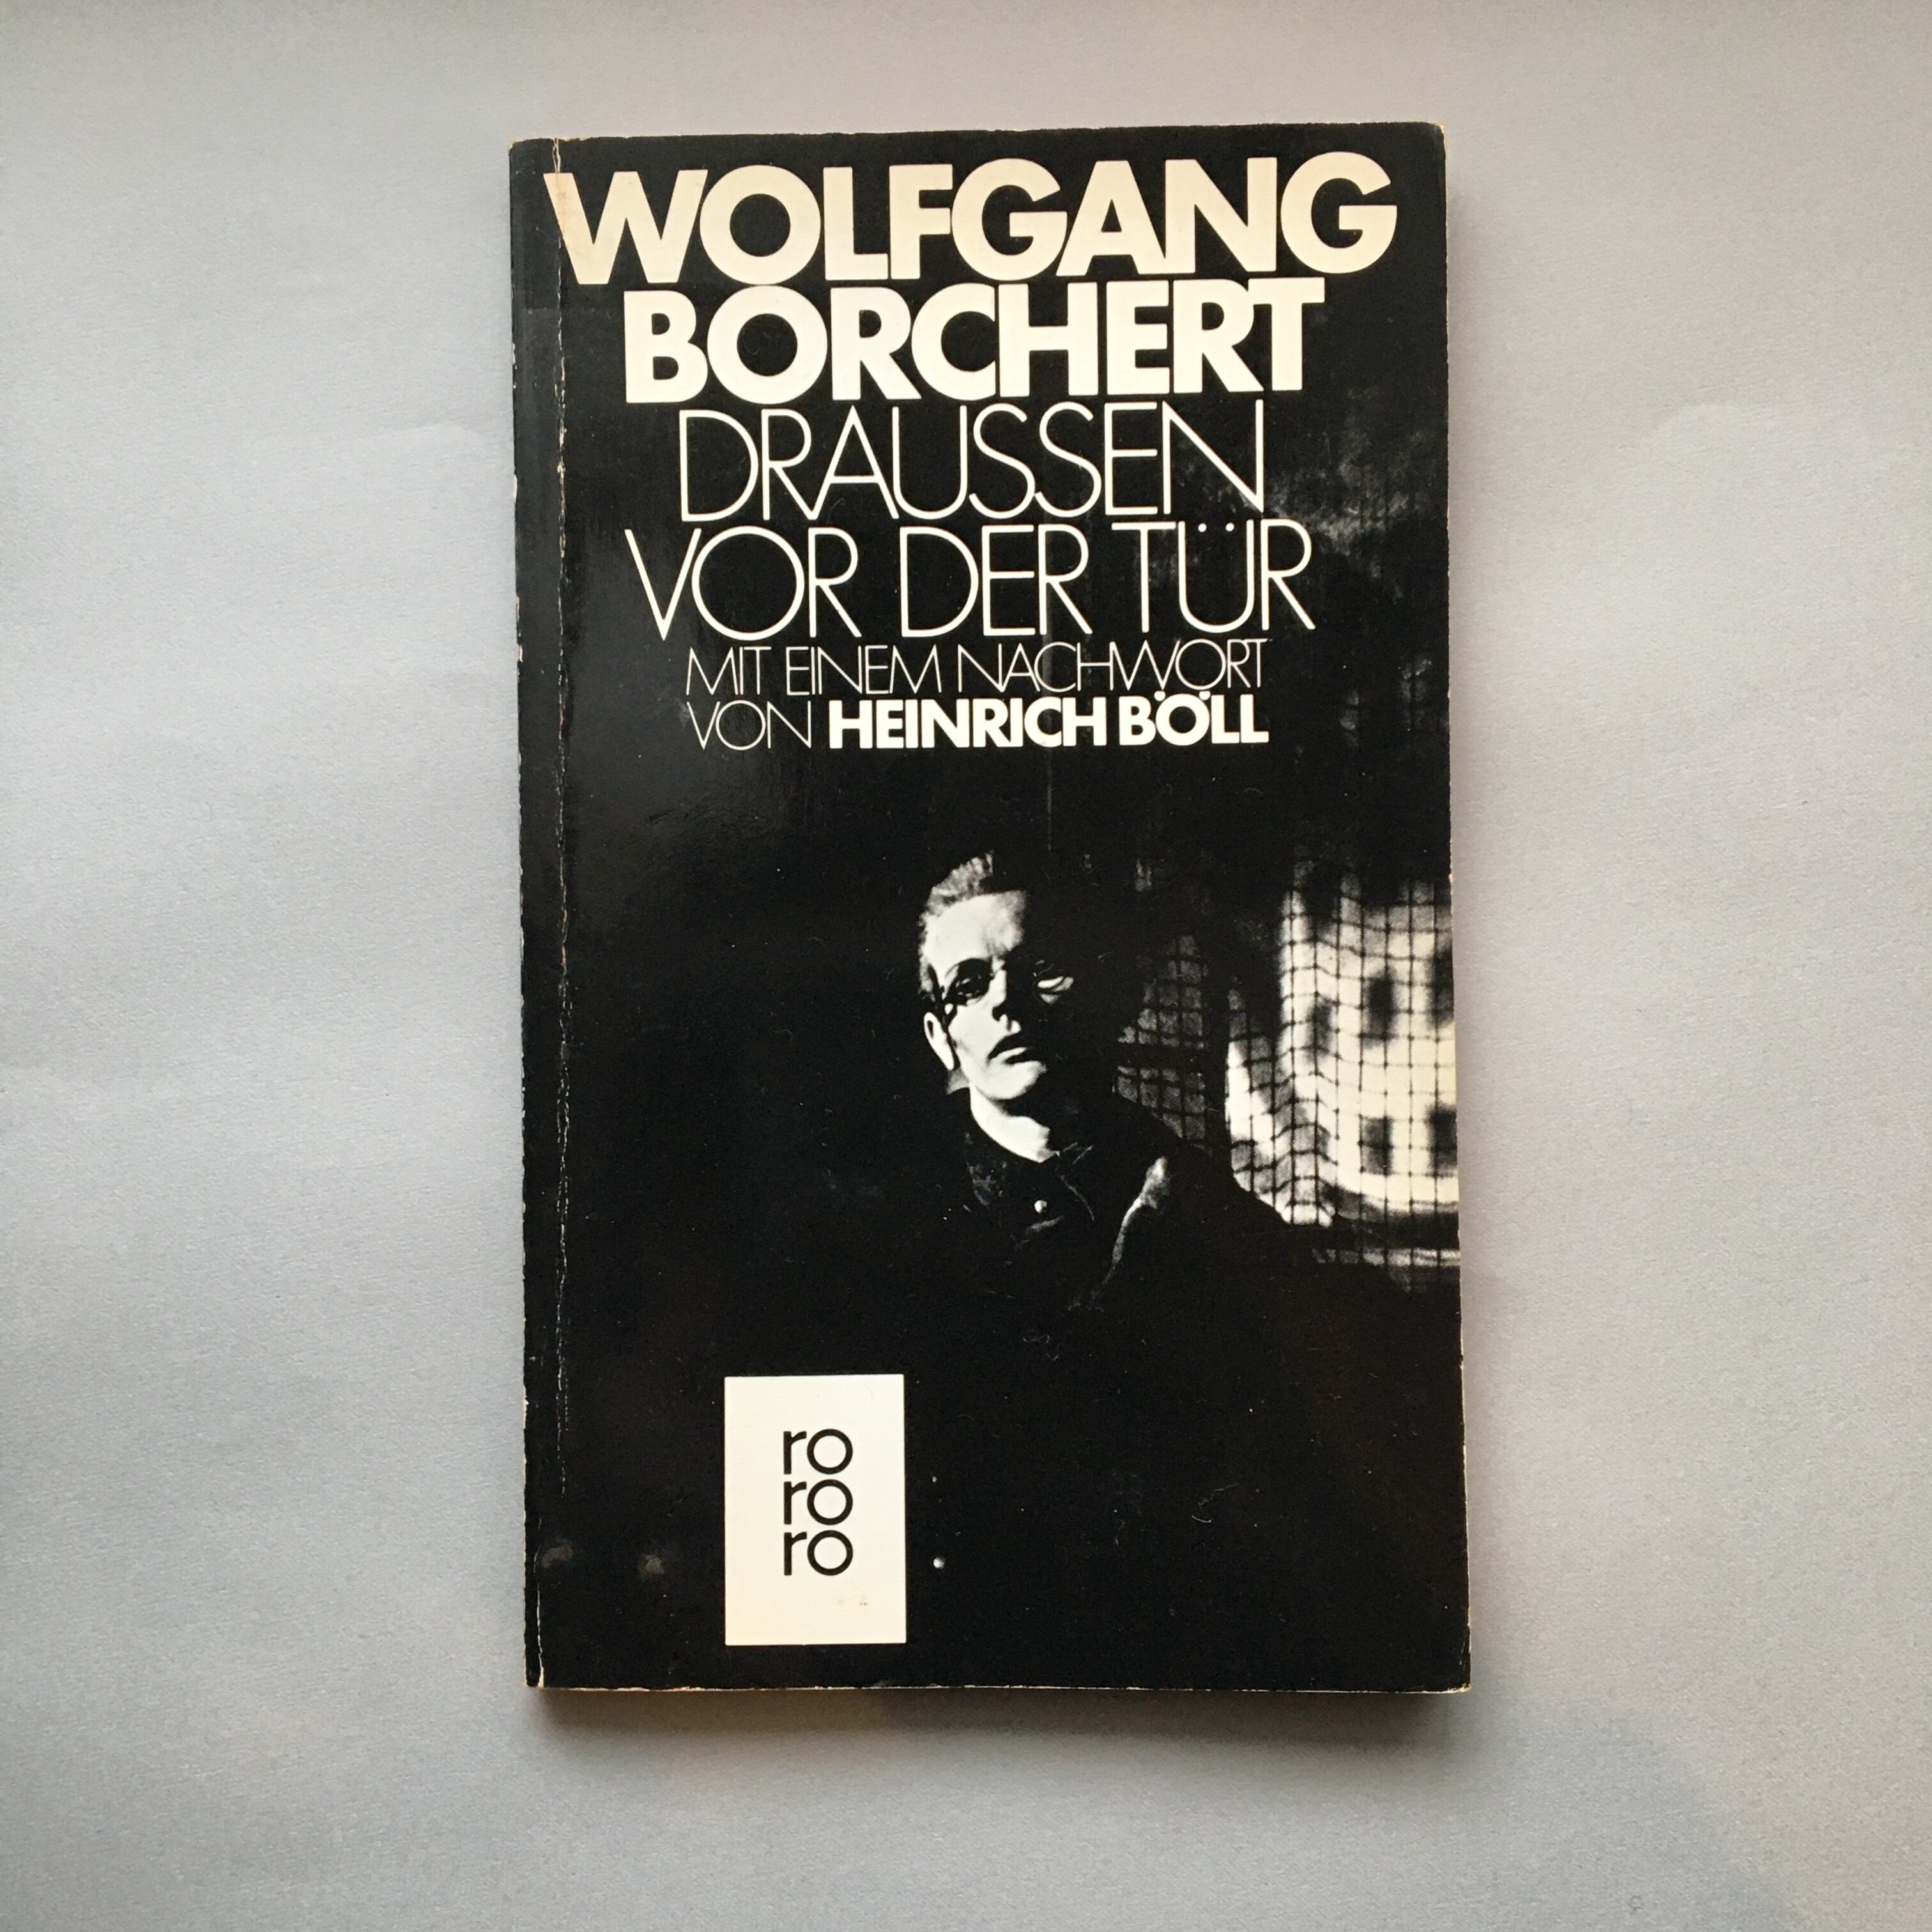 WOLFGANG
BORCHERT
DRAUSSEN
VOR DER TÜR
MIT EINEM NACHWORT
VON HEINRICH BÖLL
ro
ro
ro